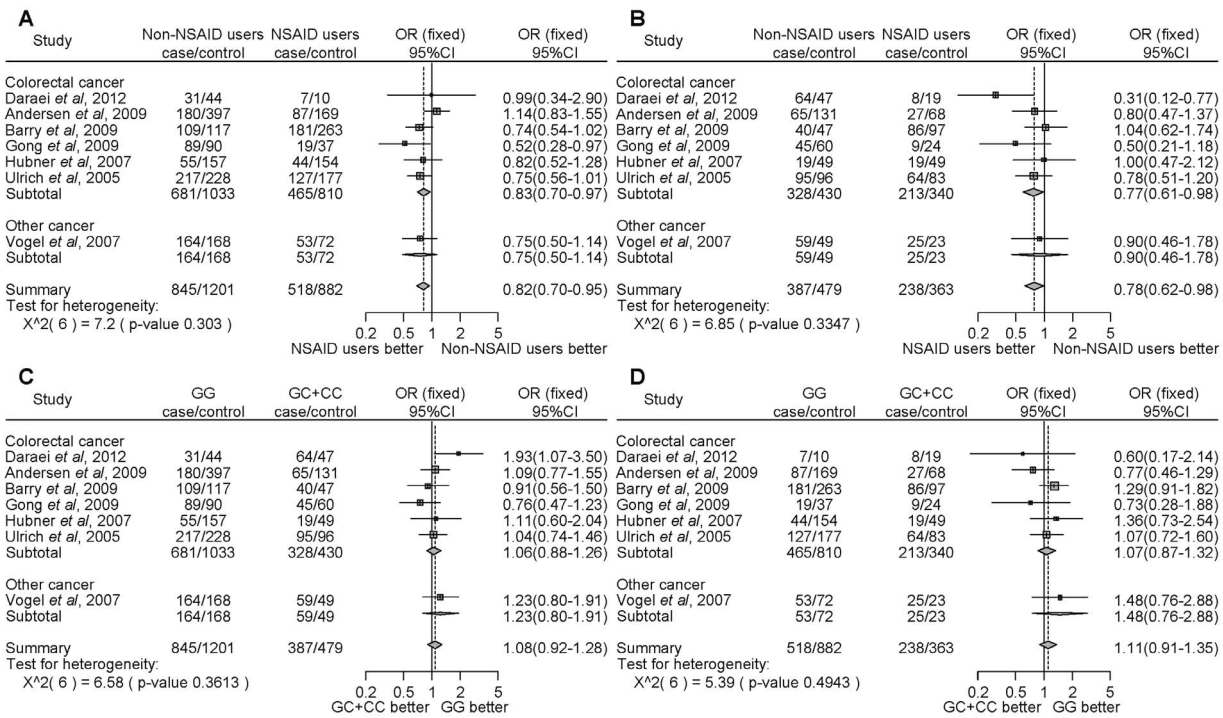 A
Study Non-NSAID users NSAID users OR (fixed) OR (fixed)
case/control case/control 95%CI 95%CI
Colorectal cancer
Daraei et al, 2012 31/44 7/10 0.99(0.34-2.90)
Andersen et al, 2009 180/397 87/169 1.14(0.83-1.55)
Barry et al, 2009 109/117 181/263 0.74(0.54-1.02)
Gong et al, 2009 89/90 19/37 0.52(0.28-0.97)
Hubner et al, 2007 55/157 44/154 0.82(0.52-1.28)
Ulrich et al, 2005 217/228 127/177 0.75(0.56-1.01)
Subtotal 681/1033 465/810 0.83(0.70-0.97)
Other cancer
Vogel et al, 2007 164/168 53/72 0.75(0.50-1.14)
Subtotal 164/168 53/72 0.75(0.50-1.14)
Summary 845/1201 518/882 0.82(0.70-0.95)
Test for heterogeneity:
X^2( 6 ) = 7.2 ( p-value 0.303 )
0.2 0.5 1 2 5
NSAID users better Non-NSAID users better
B
Study Non-NSAID users NSAID users OR (fixed) OR (fixed)
case/control case/control 95%CI 95%CI
Colorectal cancer
Daraei et al, 2012 64/47 8/19 0.31(0.12-0.77)
Andersen et al, 2009 65/131 27/68 0.80(0.47-1.37)
Barry et al, 2009 40/47 86/97 1.04(0.62-1.74)
Gong et al, 2009 45/60 9/24 0.50(0.21-1.18)
Hubner et al, 2007 19/49 19/49 1.00(0.47-2.12)
Ulrich et al, 2005 95/96 64/83 0.78(0.51-1.20)
Subtotal 328/430 213/340 0.77(0.61-0.98)
Other cancer
Vogel et al, 2007 59/49 25/23 0.90(0.46-1.78)
Subtotal 59/49 25/23 0.90(0.46-1.78)
Summary 387/479 238/363 0.78(0.62-0.98)
Test for heterogeneity:
X^2( 6 ) = 6.85 ( p-value 0.3347 )
0.2 0.5 1 2 5
NSAID users better Non-NSAID users better
C
Study GG GC+CC OR (fixed) OR (fixed)
case/control case/control 95%CI 95%CI
Colorectal cancer
Daraei et al, 2012 31/44 64/47 1.93(1.07-3.50)
Andersen et al, 2009 180/397 65/131 1.09(0.77-1.55)
Barry et al, 2009 109/117 40/47 0.91(0.56-1.50)
Gong et al, 2009 89/90 45/60 0.76(0.47-1.23)
Hubner et al, 2007 55/157 19/49 1.11(0.60-2.04)
Ulrich et al, 2005 217/228 95/96 1.04(0.74-1.46)
Subtotal 681/1033 328/430 1.06(0.88-1.26)
Other cancer
Vogel et al, 2007 164/168 59/49 1.23(0.80-1.91)
Subtotal 164/168 59/49 1.23(0.80-1.91)
Summary 845/1201 387/479 1.08(0.92-1.28)
Test for heterogeneity:
X^2( 6 ) = 6.58 ( p-value 0.3613 )
0.2 0.5 1 2 5
GC+CC better GG better
D
Study GG GC+CC OR (fixed) OR (fixed)
case/control case/control 95%CI 95%CI
Colorectal cancer
Daraei et al, 2012 7/10 8/19 0.60(0.17-2.14)
Andersen et al, 2009 87/169 27/68 0.77(0.46-1.29)
Barry et al, 2009 181/263 86/97 1.29(0.91-1.82)
Gong et al, 2009 19/37 9/24 0.73(0.28-1.88)
Hubner et al, 2007 44/154 19/49 1.36(0.73-2.54)
Ulrich et al, 2005 127/177 64/83 1.07(0.72-1.60)
Subtotal 465/810 213/340 1.07(0.87-1.32)
Other cancer
Vogel et al, 2007 53/72 25/23 1.48(0.76-2.88)
Subtotal 53/72 25/23 1.48(0.76-2.88)
Summary 518/882 238/363 1.11(0.91-1.35)
Test for heterogeneity:
X^2( 6 ) = 5.39 ( p-value 0.4943 )
0.2 0.5 1 2 5
GC+CC better GG better